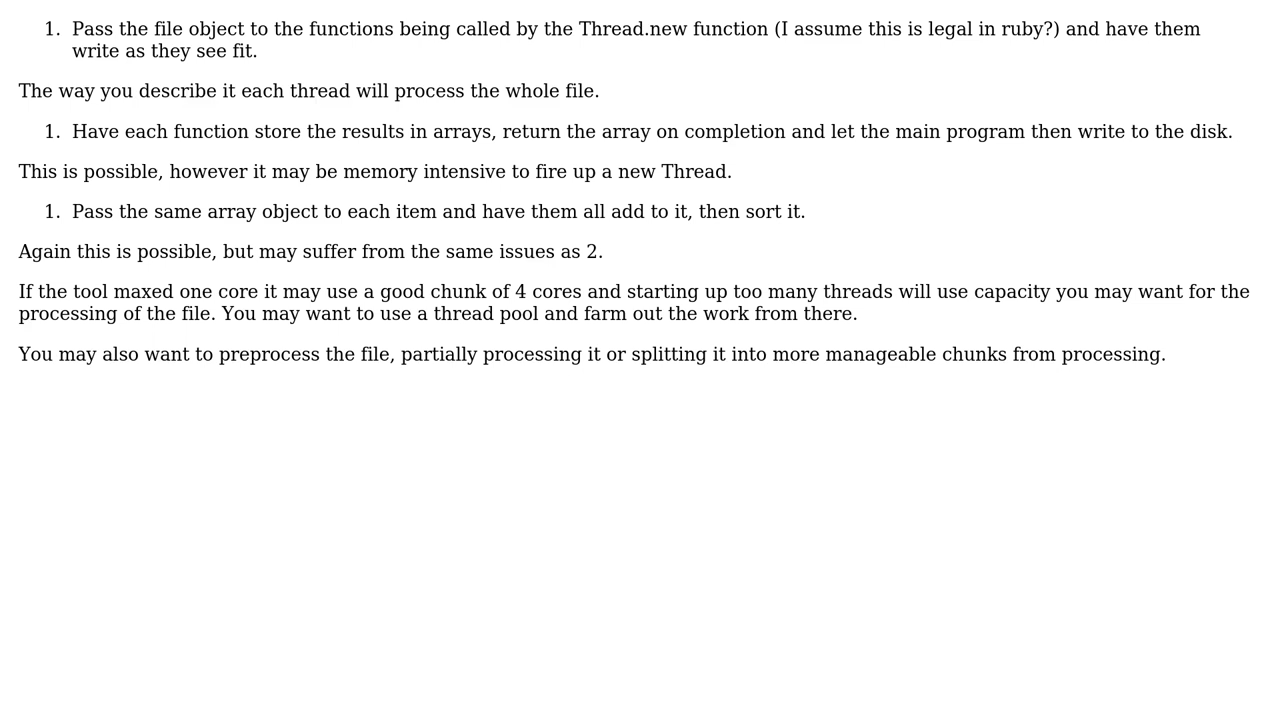 1. Pass the file object to the functions being called by the Thread.new function (I assume this is legal in ruby?) and have them
write as they see fit.
The way you describe it each thread will process the whole file.
1. Have each function store the results in arrays, return the array on completion and let the main program then write to the disk.
This is possible, however it may be memory intensive to fire up a new Thread.
1. Pass the same array object to each item and have them all add to it, then sort it.
Again this is possible, but may suffer from the same issues as 2.
If the tool maxed one core it may use a good chunk of 4 cores and starting up too many threads will use capacity you may want for the
processing of the file. You may want to use a thread pool and farm out the work from there.
You may also want to preprocess the file, partially processing it or splitting it into more manageable chunks from processing.